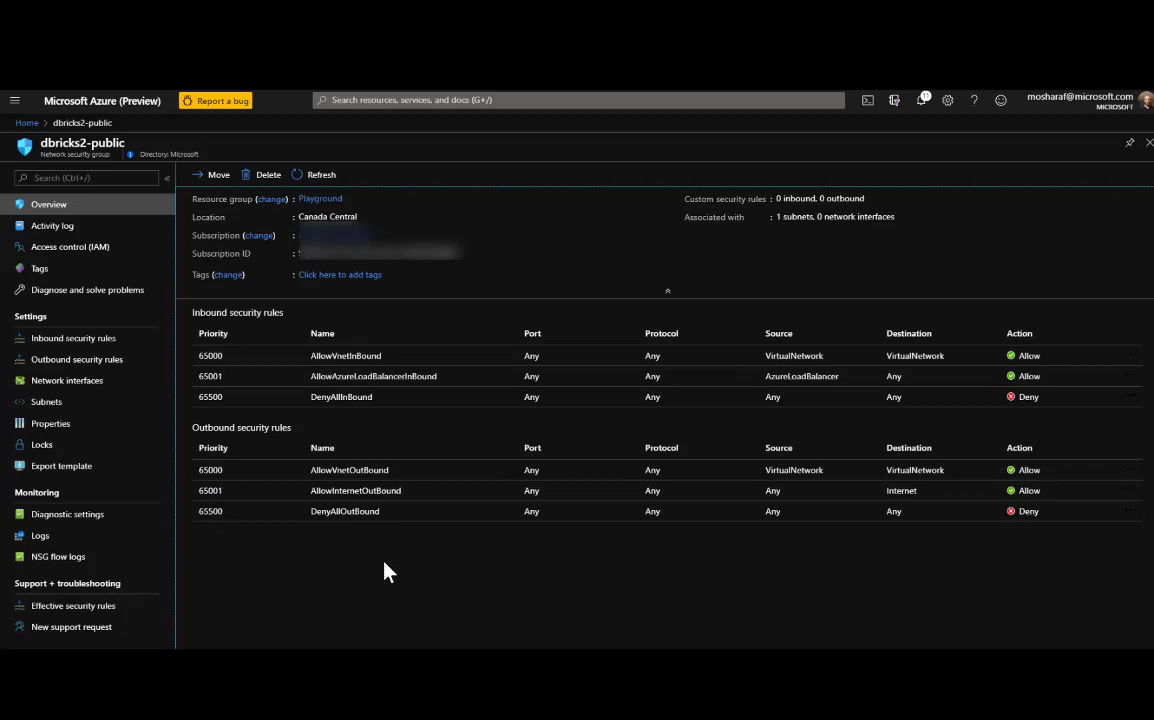 Microsoft Azure (Preview) Report a bug Search resources, services, and docs (G+/) 11 mosharaf@microsoft.com
MICROSOFT
Home > dbricks2-public
dbricks2-public
Network security group Directory: Microsoft
Search (Ctrl+/) « Move Delete Refresh
Overview
Activity log
Access control (IAM)
Tags
Diagnose and solve problems
Settings
Inbound security rules
Outbound security rules
Network interfaces
Subnets
Properties
Locks
Export template
Monitoring
Diagnostic settings
Logs
NSG flow logs
Support + troubleshooting
Effective security rules
New support request
Resource group (change) : Playground
Location : Canada Central
Subscription (change) :
Subscription ID :
Tags (change) : Click here to add tags
Custom security rules : 0 inbound, 0 outbound
Associated with : 1 subnets, 0 network interfaces
Inbound security rules
Priority Name Port Protocol Source Destination Action
65000 AllowVnetInBound Any Any VirtualNetwork VirtualNetwork Allow
65001 AllowAzureLoadBalancerInBound Any Any AzureLoadBalancer Any Allow
65500 DenyAllInBound Any Any Any Any Deny
Outbound security rules
Priority Name Port Protocol Source Destination Action
65000 AllowVnetOutBound Any Any VirtualNetwork VirtualNetwork Allow
65001 AllowInternetOutBound Any Any Any Internet Allow
65500 DenyAllOutBound Any Any Any Any Deny